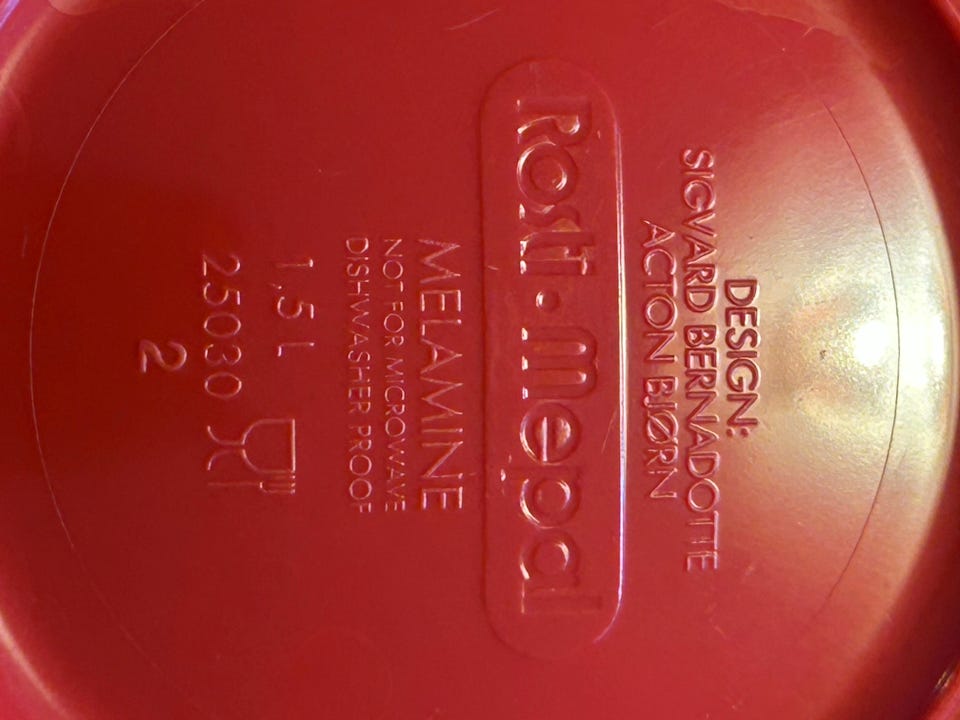 DESIGN:
SIGVARD BERNADOTTE
ACTON BJØRN
Rosti • mepal
MELAMINE
NOT FOR MICROWAVE
DISHWASHER PROOF
1,5 L
25030
2